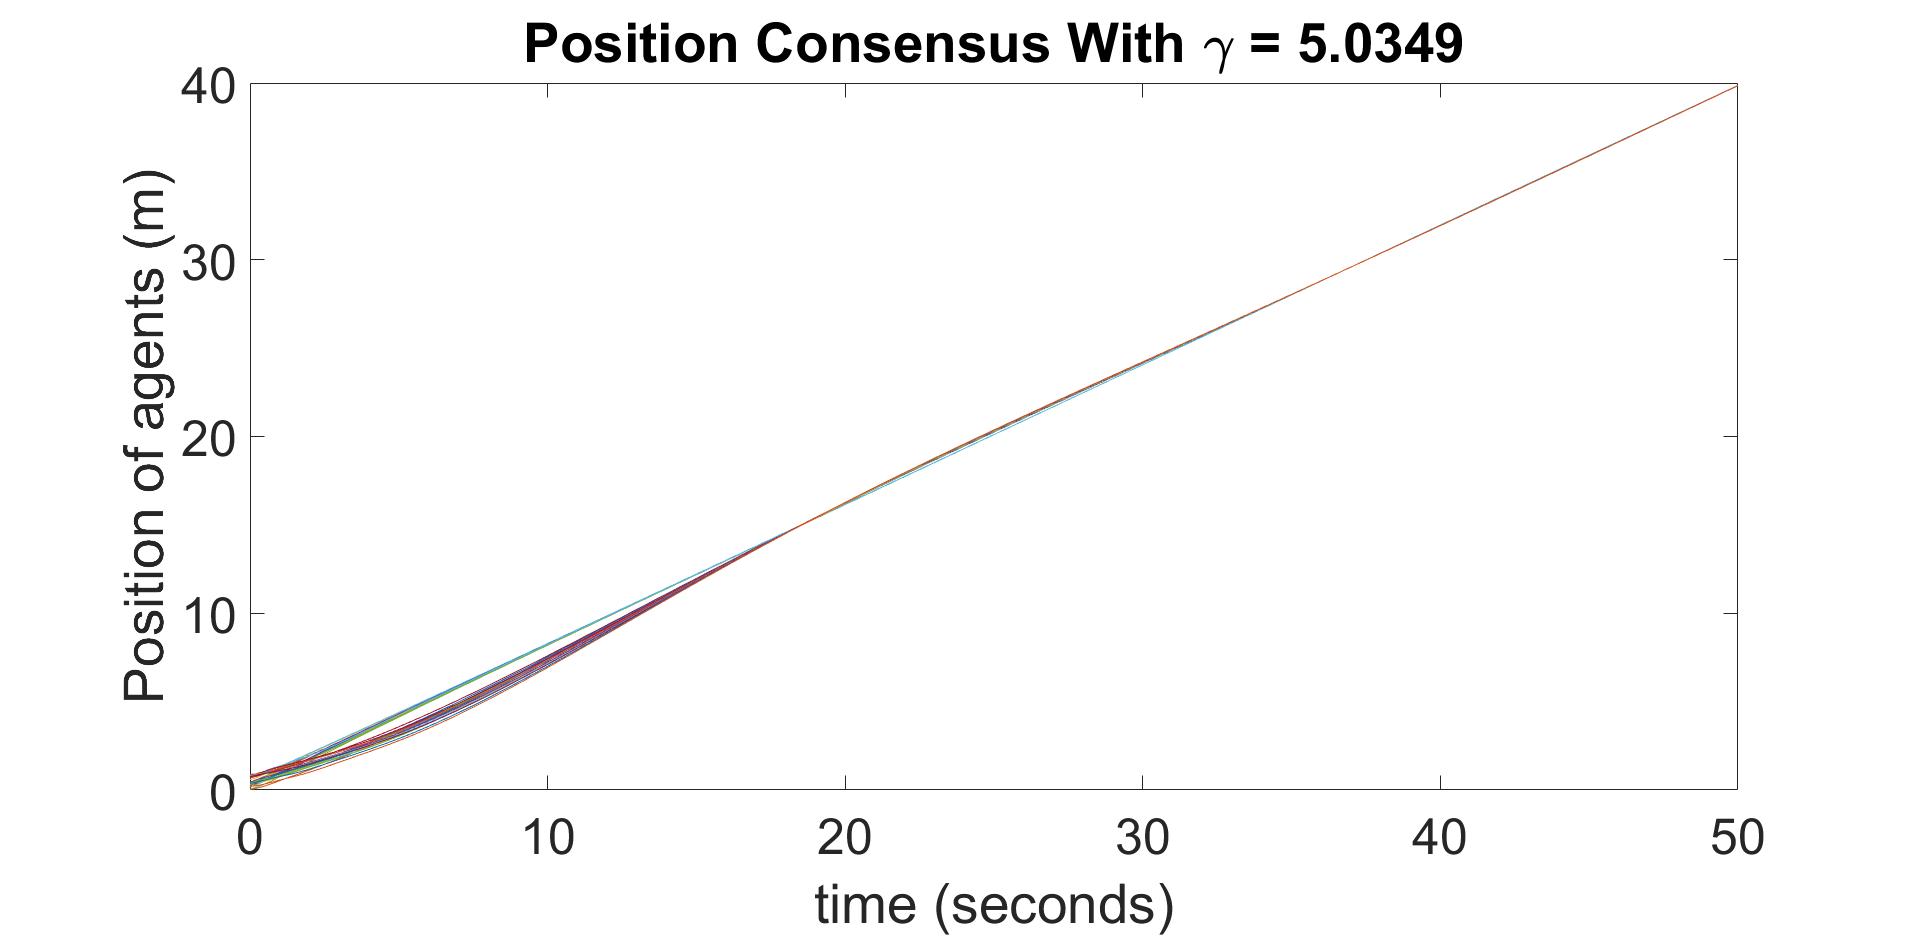 Position Consensus With γ = 5.0349
Position of agents (m)
40
30
20
10
0
0 10 20 30 40 50
time (seconds)